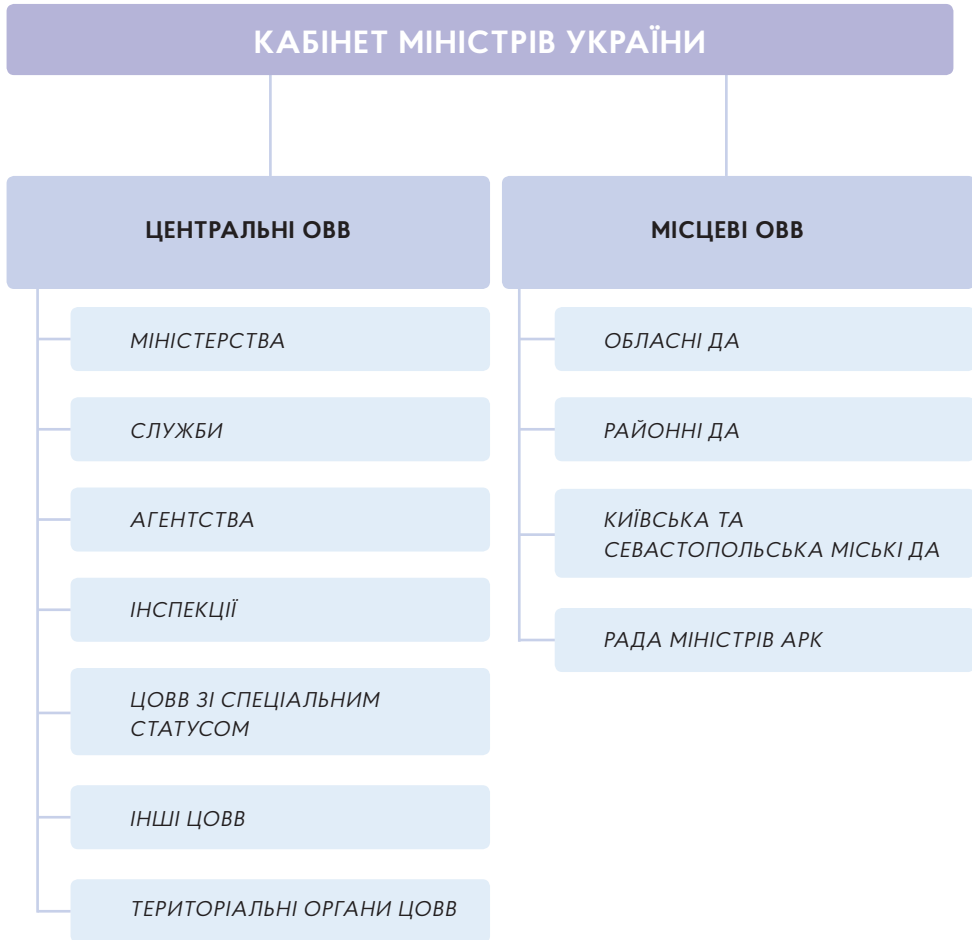 КАБІНЕТ МІНІСТРІВ УКРАЇНИ
ЦЕНТРАЛЬНІ ОВВ
МІНІСТЕРСТВА
СЛУЖБИ
АГЕНТСТВА
ІНСПЕКЦІЇ
ЦОВВ ЗІ СПЕЦІАЛЬНИМ
СТАТУСОМ
ІНШІ ЦОВВ
ТЕРИТОРІАЛЬНІ ОРГАНИ ЦОВВ
МІСЦЕВІ ОВВ
ОБЛАСНІ ДА
РАЙОННІ ДА
КИЇВСЬКА ТА
СЕВАСТОПОЛЬСЬКА МІСЬКІ ДА
РАДА МІНІСТРІВ АРК